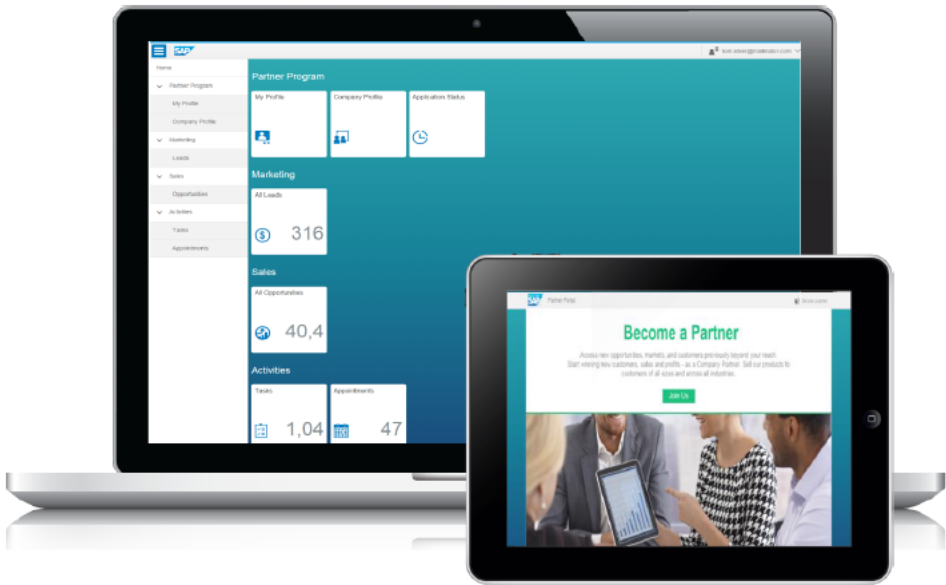 SAP
Home
Partner Program
My Profile
Company Profile
Marketing
Leads
Sales
Opportunities
Activities
Tasks
Appointments
Partner Program
My Profile
Company Profile
Application Status
Marketing
All Leads
316
Sales
All Opportunities
40,4
Activities
Tasks
1,04
Appointments
47
SAP
Partner Portal
Become a Partner
Access new opportunities, markets, and customers previously beyond your reach.
Start winning new customers, sales and profits - as a Company Partner. Sell our products to
customers of all sizes and across all industries.
Join Us